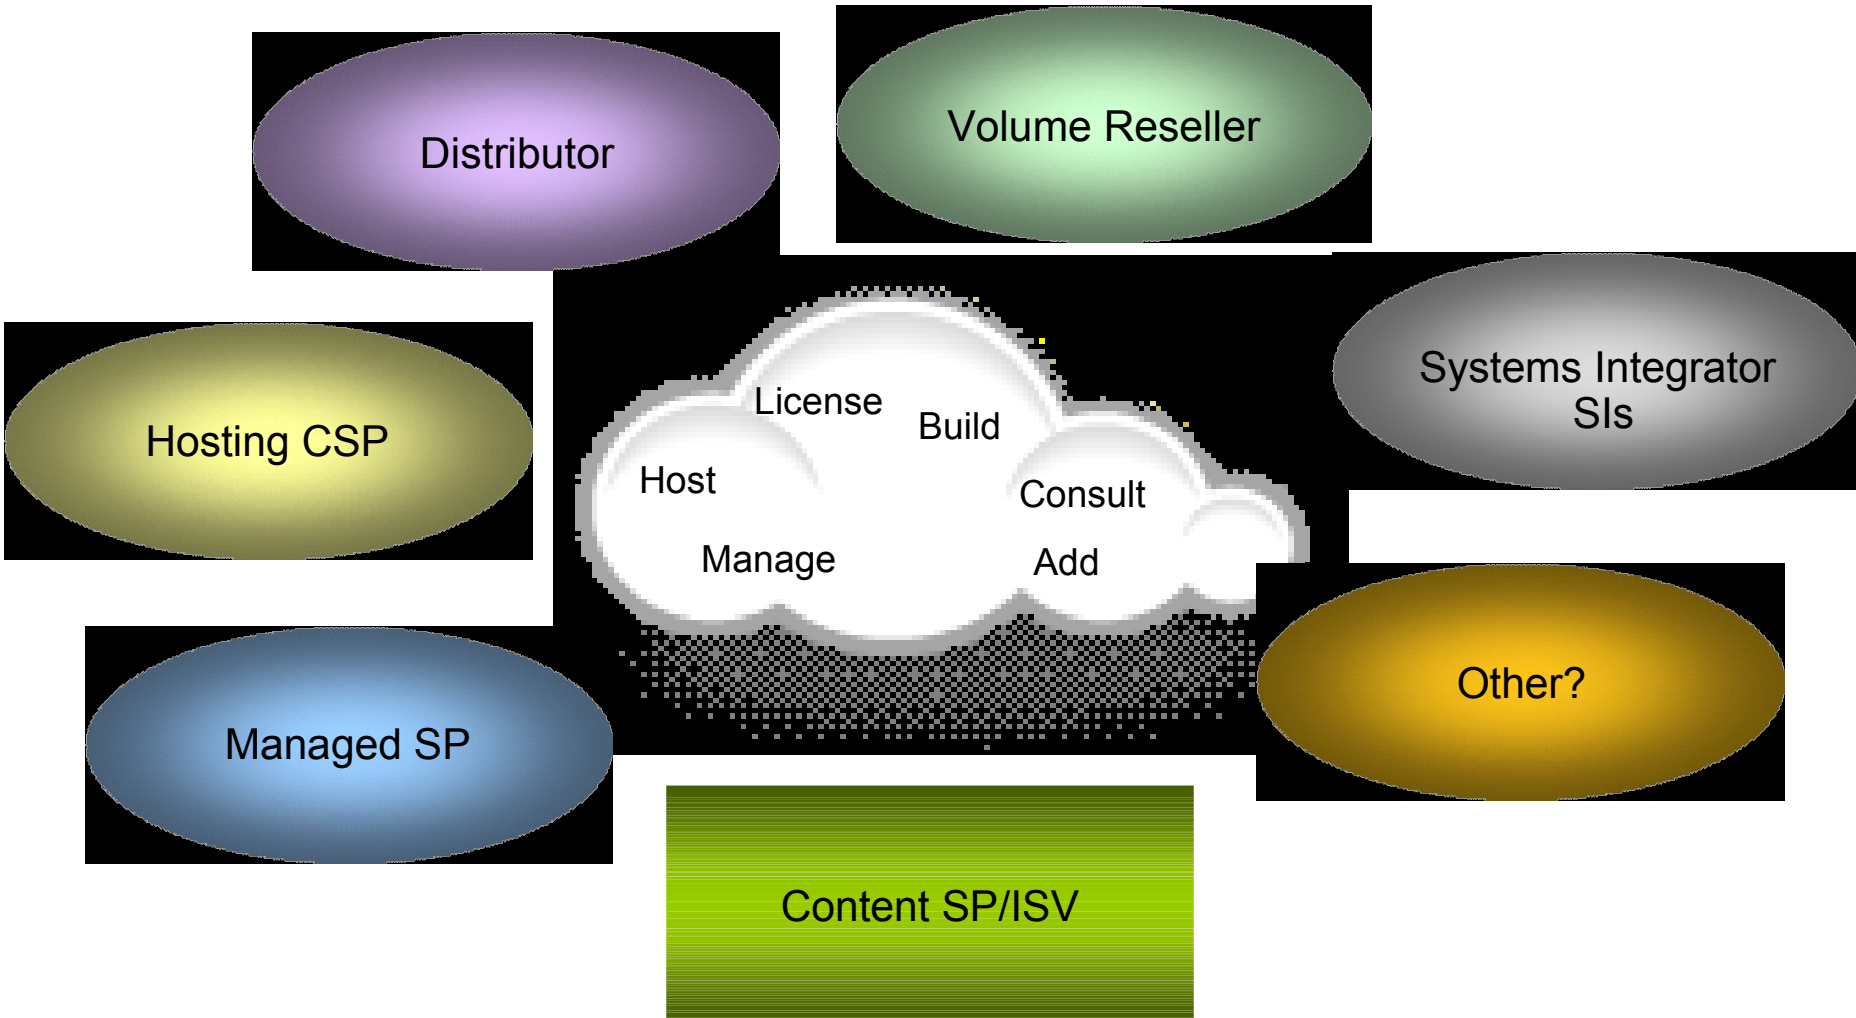 Volume Reseller
Distributor
Systems Integrator
SIs
License
Build
Hosting CSP
Host
Consult
Manage
Add
Other?
Managed SP
Content SP/ISV